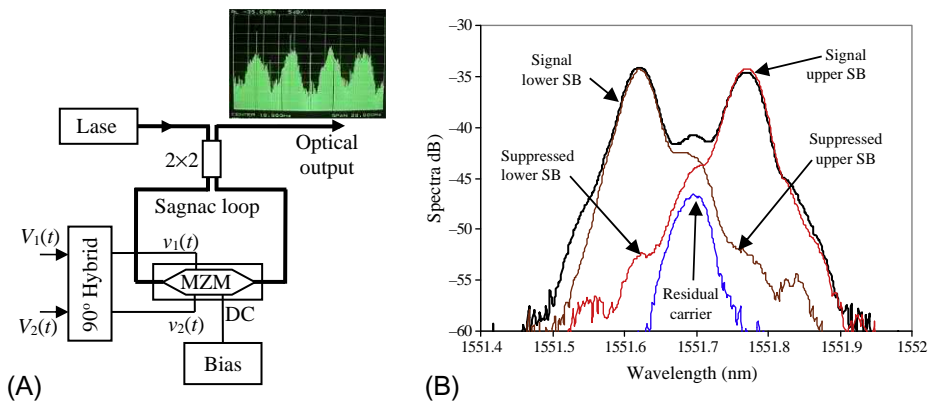 Lase
2×2
Optical
output
Sagnac loop
V1(t)
V2(t)
90° Hybrid
v1(t)
v2(t)
MZM
DC
Bias
(A)
Spectra dB)
−30
−35
−40
−45
−50
−55
−60
Signal
lower SB
Signal
upper SB
Suppressed
lower SB
Suppressed
upper SB
Residual
carrier
1551.4
1551.5
1551.6
1551.7
1551.8
1551.9
1552
Wavelength (nm)
(B)